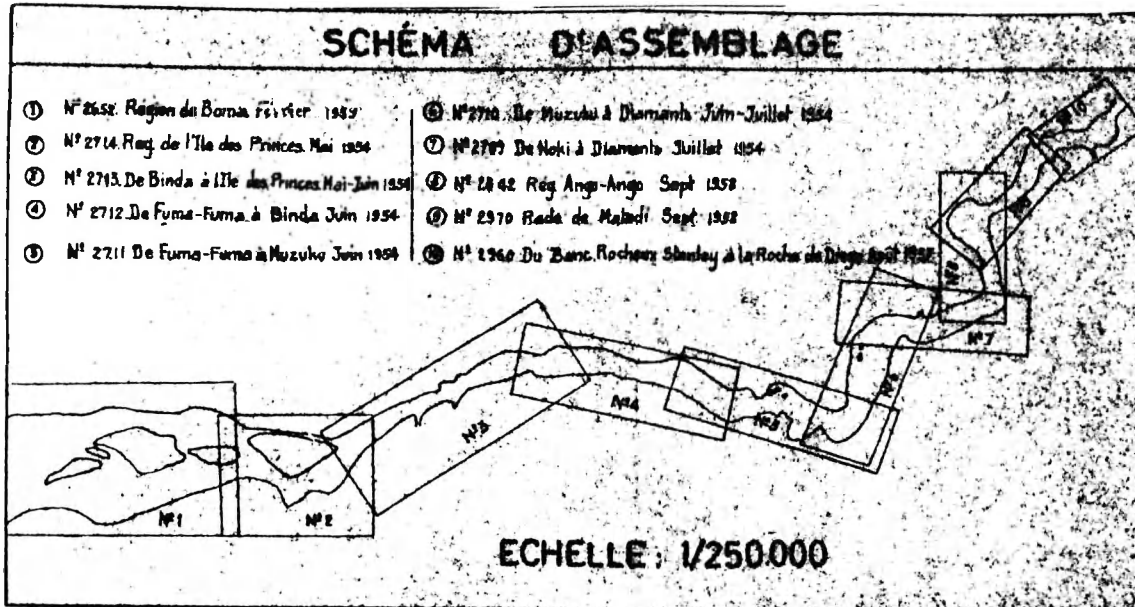 SCHÉMA D'ASSEMBLAGE
① N° 2658. Région de Boma Février 1959
② N° 2714. Reg. de l'Ile des Princes. Mai 1954
③ N° 2713. De Binda à l'Ile des Princes. Mai-Juin 1954
④ N° 2712. De Fuma-Fuma à Binda Juin 1954
⑤ N° 2711 De Fuma-Fuma à Muzuku Juin 1954
⑥ N° 2710. De Muzuku à Diamants Juin-Juillet 1954
⑦ N° 2709 De Noki à Diamants Juillet 1954
⑧ N° 2842 Rég. Ango-Ango Sept 1958
⑨ N° 2970 Rade de Matadi Sept 1958
⑩ N° 2960 Du Banc Rocheux Stanley à la Roche de Diego Août 1958
N° 10
N° 9
N° 8
N° 7
N° 6
N° 5
N° 4
N° 3
N° 2
N° 1
ECHELLE : 1/250.000